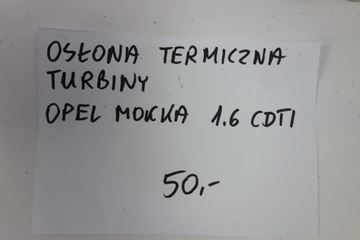 OSŁONA TERMICZNA
TURBINY
OPEL MOKKA 1.6 CDTI
50,-